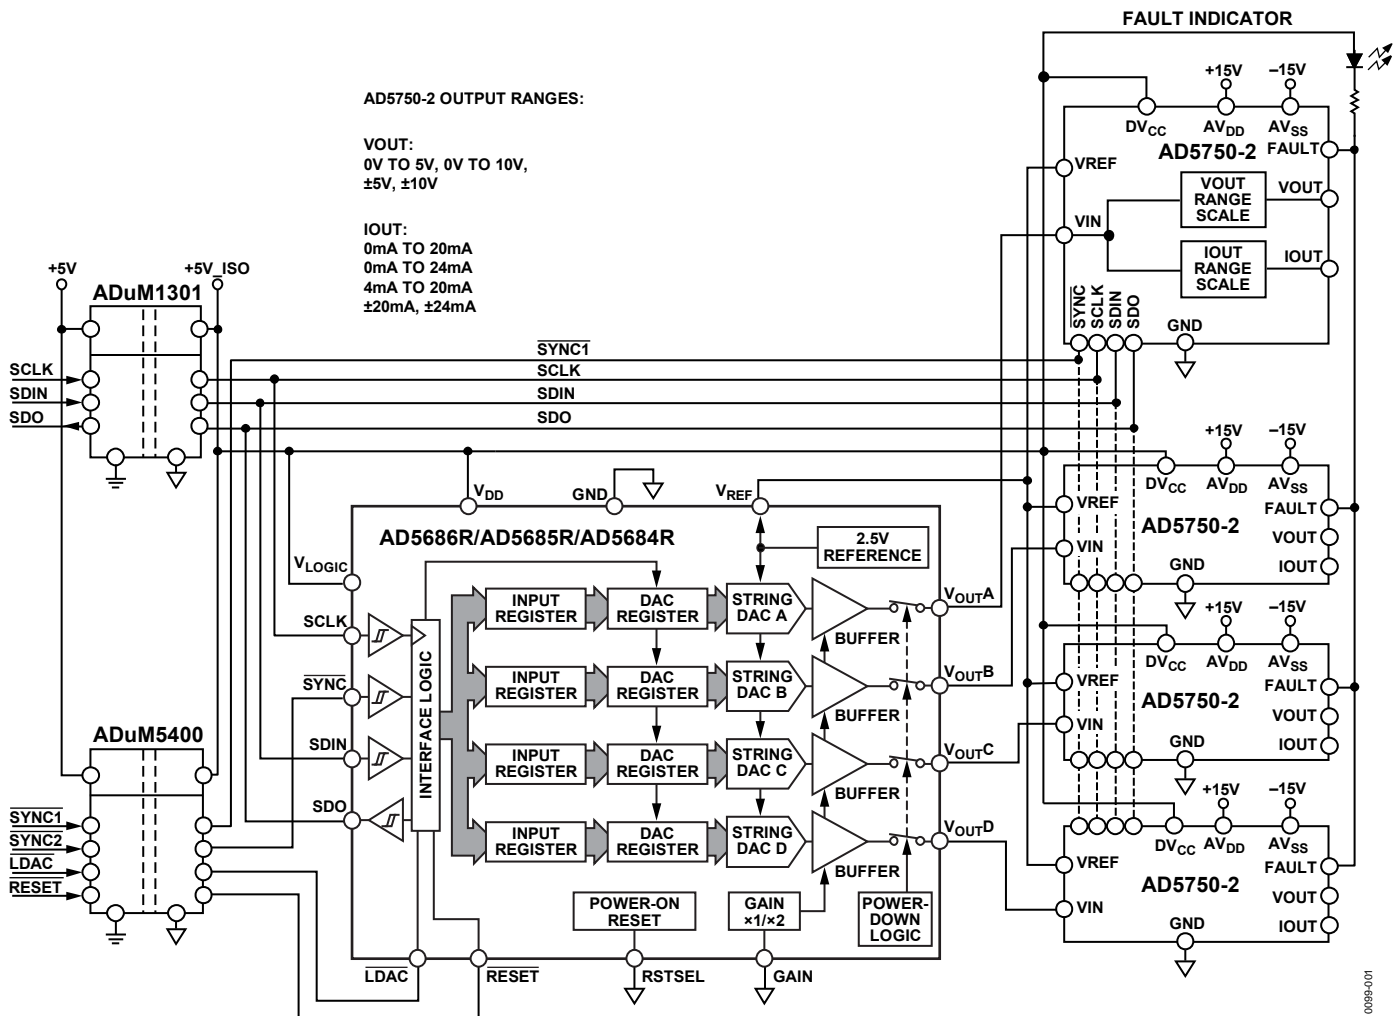 FAULT INDICATOR
+15V
–15V
DVCC
AVDD
AVSS
AD5750-2
FAULT
VREF
VOUT RANGE SCALE
VOUT
VIN
IOUT RANGE SCALE
IOUT
SYNC
SCLK
SDIN
SDO
GND
AD5750-2 OUTPUT RANGES:
VOUT:
0V TO 5V, 0V TO 10V,
±5V, ±10V
IOUT:
0mA TO 20mA
0mA TO 24mA
4mA TO 20mA
±20mA, ±24mA
+5V
+5V_ISO
ADuM1301
SCLK
SDIN
SDO
SYNC1
SCLK
SDIN
SDO
+15V
–15V
DVCC
AVDD
AVSS
VREF
FAULT
AD5750-2
VOUT
VIN
GND
IOUT
VDD
GND
VREF
AD5686R/AD5685R/AD5684R
2.5V
REFERENCE
VLOGIC
SCLK
SYNC
SDIN
SDO
INTERFACE LOGIC
INPUT
REGISTER
DAC
REGISTER
STRING
DAC A
BUFFER
VOUTA
INPUT
REGISTER
DAC
REGISTER
STRING
DAC B
BUFFER
VOUTB
INPUT
REGISTER
DAC
REGISTER
STRING
DAC C
BUFFER
VOUTC
INPUT
REGISTER
DAC
REGISTER
STRING
DAC D
BUFFER
VOUTD
POWER-ON
RESET
GAIN
×1/×2
POWER-
DOWN
LOGIC
LDAC
RESET
RSTSEL
GAIN
+15V
–15V
DVCC
AVDD
AVSS
VREF
FAULT
AD5750-2
VIN
VOUT
GND
IOUT
ADuM5400
SYNC1
SYNC2
LDAC
RESET
+15V
–15V
DVCC
AVDD
AVSS
VREF
FAULT
AD5750-2
VIN
VOUT
GND
IOUT
0099-001